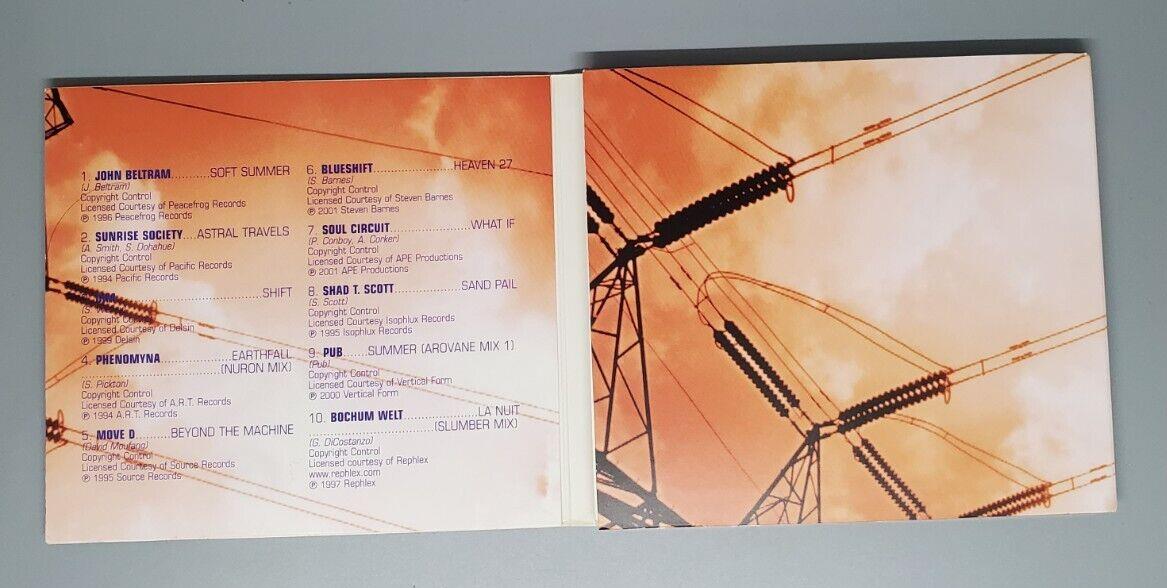 1. JOHN BELTRAM...........SOFT SUMMER
(J. Beltram)
Copyright Control
Licensed Courtesy of Peacefrog Records
℗ 1996 Peacefrog Records
2. SUNRISE SOCIETY....ASTRAL TRAVELS
(A. Smith, S. Dohahue)
Copyright Control
Licensed Courtesy of Pacific Records
℗ 1994 Pacific Records
SHIFT
Copyright Control
Licensed Courtesy of Delsin
℗ 1999 Delsin
4. PHENOMYNA....................EARTHFALL
.......................................(NURON MIX)
(S. Pickton)
Copyright Control
Licensed Courtesy of A.R.T. Records
℗ 1994 A.R.T. Records
5. MOVE D..........BEYOND THE MACHINE
(David Moufang)
Copyright Control
Licensed Courtesy of Source Records
℗ 1995 Source Records
6. BLUESHIFT.......................HEAVEN 27
(S. Barnes)
Copyright Control
Licensed Courtesy of Steven Barnes
℗ 2001 Steven Barnes
7. SOUL CIRCUIT.......................WHAT IF
(P. Conboy, A. Corker)
Copyright Control
Licensed Courtesy of APE Productions
℗ 2001 APE Productions
8. SHAD T. SCOTT...................SAND PAIL
(S. Scott)
Copyright Control
Licensed Courtesy Isophlux Records
℗ 1995 Isophlux Records
9. PUB.......SUMMER (AROVANE MIX 1)
(Pub)
Copyright Control
Licensed Courtesy of Vertical Form
℗ 2000 Vertical Form
10. BOCHUM WELT.....................LA NUIT
...................................(SLUMBER MIX)
(G. DiCostanzo)
Copyright Control
Licensed courtesy of Rephlex
www.rephlex.com
℗ 1997 Rephlex